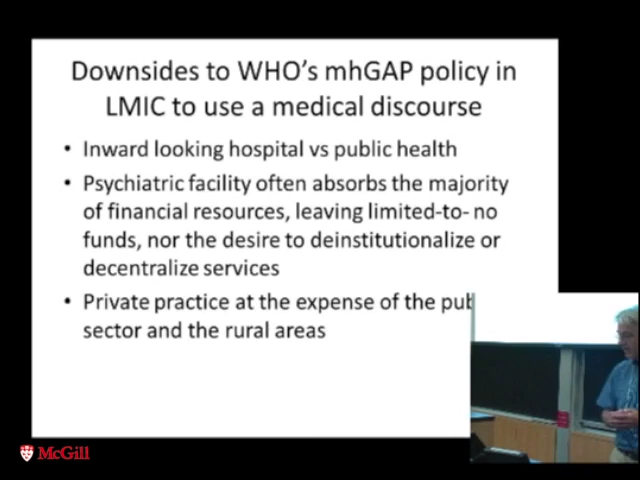 Downsides to WHO's mhGAP policy in
LMIC to use a medical discourse
• Inward looking hospital vs public health
• Psychiatric facility often absorbs the majority
of financial resources, leaving limited-to- no
funds, nor the desire to deinstitutionalize or
decentralize services
• Private practice at the expense of the pub
sector and the rural areas
McGill